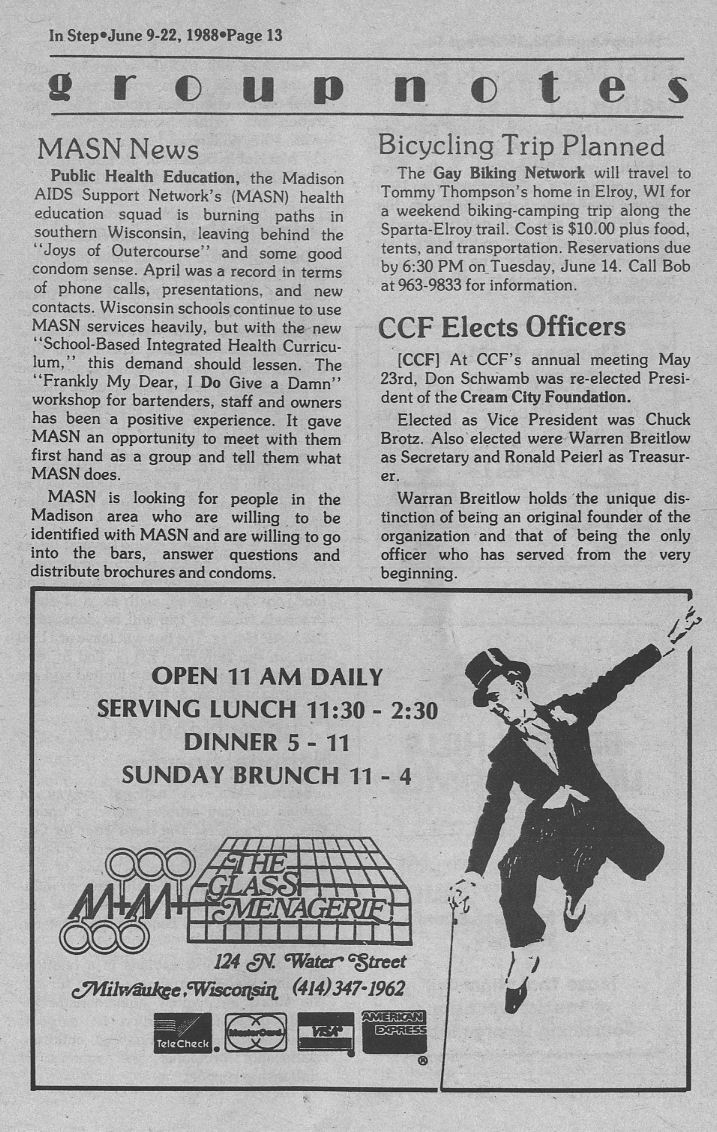 In Step•June 9-22, 1988•Page 13
group notes
MASN News
Public Health Education, the Madison
AIDS Support Network's (MASN) health
education squad is burning paths in
southern Wisconsin, leaving behind the
"Joys of Outercourse" and some good
condom sense. April was a record in terms
of phone calls, presentations, and new
contacts. Wisconsin schools continue to use
MASN services heavily, but with the new
"School-Based Integrated Health Curricu-
lum," this demand should lessen. The
"Frankly My Dear, I Do Give a Damn"
workshop for bartenders, staff and owners
has been a positive experience. It gave
MASN an opportunity to meet with them
first hand as a group and tell them what
MASN does.
MASN is looking for people in the
Madison area who are willing to be
identified with MASN and are willing to go
into the bars, answer questions and
distribute brochures and condoms.
Bicycling Trip Planned
The Gay Biking Network will travel to
Tommy Thompson's home in Elroy, WI for
a weekend biking-camping trip along the
Sparta-Elroy trail. Cost is $10.00 plus food,
tents, and transportation. Reservations due
by 6:30 PM on Tuesday, June 14. Call Bob
at 963-9833 for information.
CCF Elects Officers
[CCF] At CCF's annual meeting May
23rd, Don Schwamb was re-elected Presi-
dent of the Cream City Foundation.
Elected as Vice President was Chuck
Brotz. Also elected were Warren Breitlow
as Secretary and Ronald Peierl as Treasur-
er.
Warran Breitlow holds the unique dis-
tinction of being an original founder of the
organization and that of being the only
officer who has served from the very
beginning.
OPEN 11 AM DAILY
SERVING LUNCH 11:30 - 2:30
DINNER 5 - 11
SUNDAY BRUNCH 11 - 4
M+M+
THE
GLASS
MENAGERIE
124 N. Water Street
Milwaukee, Wisconsin (414) 347-1962
TeleCheck
MasterCard
VISA®
AMERICAN
EXPRESS
®